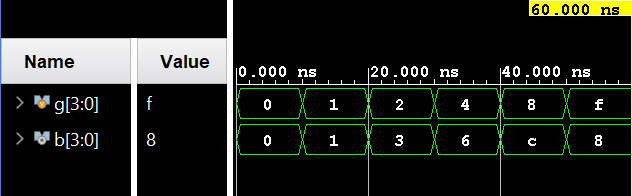 60.000 ns
Name Value
0.000 ns 20.000 ns 40.000 ns
g[3:0] f 0 1 2 4 8 f
b[3:0] 8 0 1 3 6 c 8